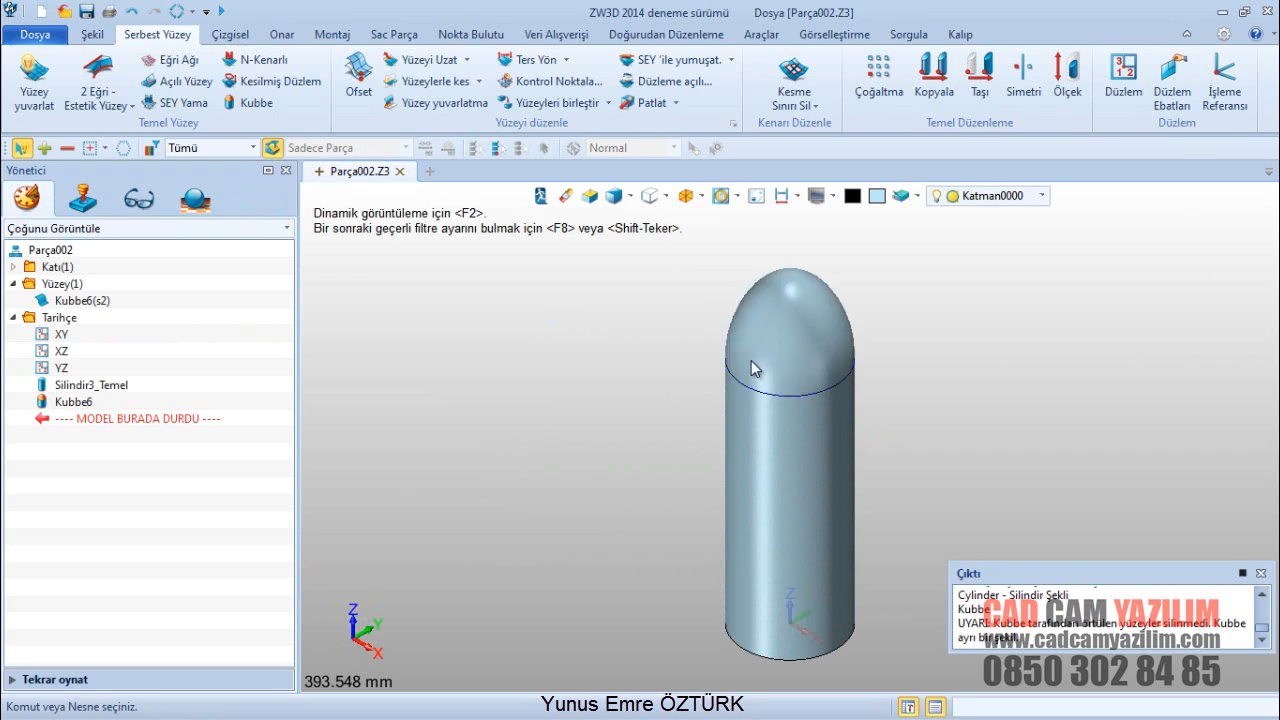 ZW3D 2014 deneme sürümü Dosya [Parça002.Z3]
Dosya Şekil Serbest Yüzey Çizgisel Onar Montaj Sac Parça Nokta Bulutu Veri Alışverişi Doğurudan Düzenleme Araçlar Görselleştirme Sorgula Kalıp
Yüzey yuvarlat
2 Eğri - Estetik Yüzey
Eğri Ağı
Açılı Yüzey
SEY Yama
N-Kenarlı
Kesilmiş Düzlem
Kubbe
Temel Yüzey
Ofset
Yüzeyi Uzat
Yüzeylerle kes
Yüzey yuvarlatma
Ters Yön
Kontrol Noktala...
Yüzeyleri birleştir
SEY 'ile yumuşat.
Düzleme açılı...
Patlat
Yüzeyi düzenle
Kesme Sınırı Sil
Kenarı Düzenle
Çoğaltma
Kopyala
Taşı
Simetri
Ölçek
Temel Düzenleme
Düzlem
Düzlem Ebatları
İşleme Referansı
Düzlem
Tümü
Sadece Parça
Normal
Yönetici
Parça002.Z3
Katman0000
Çoğunu Görüntüle
Parça002
Katı(1)
Yüzey(1)
Kubbe6(s2)
Tarihçe
XY
XZ
YZ
Silindir3_Temel
Kubbe6
---- MODEL BURADA DURDU ----
Tekrar oynat
Dinamik görüntüleme için <F2>.
Bir sonraki geçerli filtre ayarını bulmak için <F8> veya <Shift-Teker>.
Z
Z
Y
X
393.548 mm
Çıktı
Cylinder - Silindir Şekli
Kubbe
UYARI: Kubbe tarafından örtülen yüzeyler silinmedi. Kubbe
ayrı bir şekil.
CAD CAM YAZILIM
www.cadcamyazilim.com
0850 302 84 85
Komut veya Nesne seçiniz.
Yunus Emre ÖZTÜRK